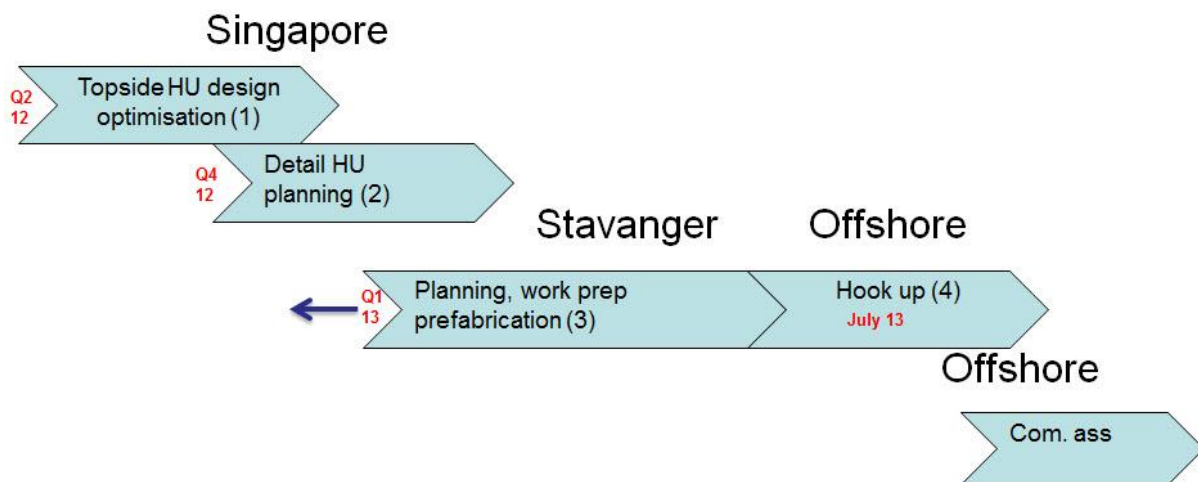 Singapore
Q2
12
Topside HU design
optimisation (1)
Q4
12
Detail HU
planning (2)
Stavanger
Offshore
Q1
13
Planning, work prep
prefabrication (3)
Hook up (4)
July 13
Offshore
Com. ass